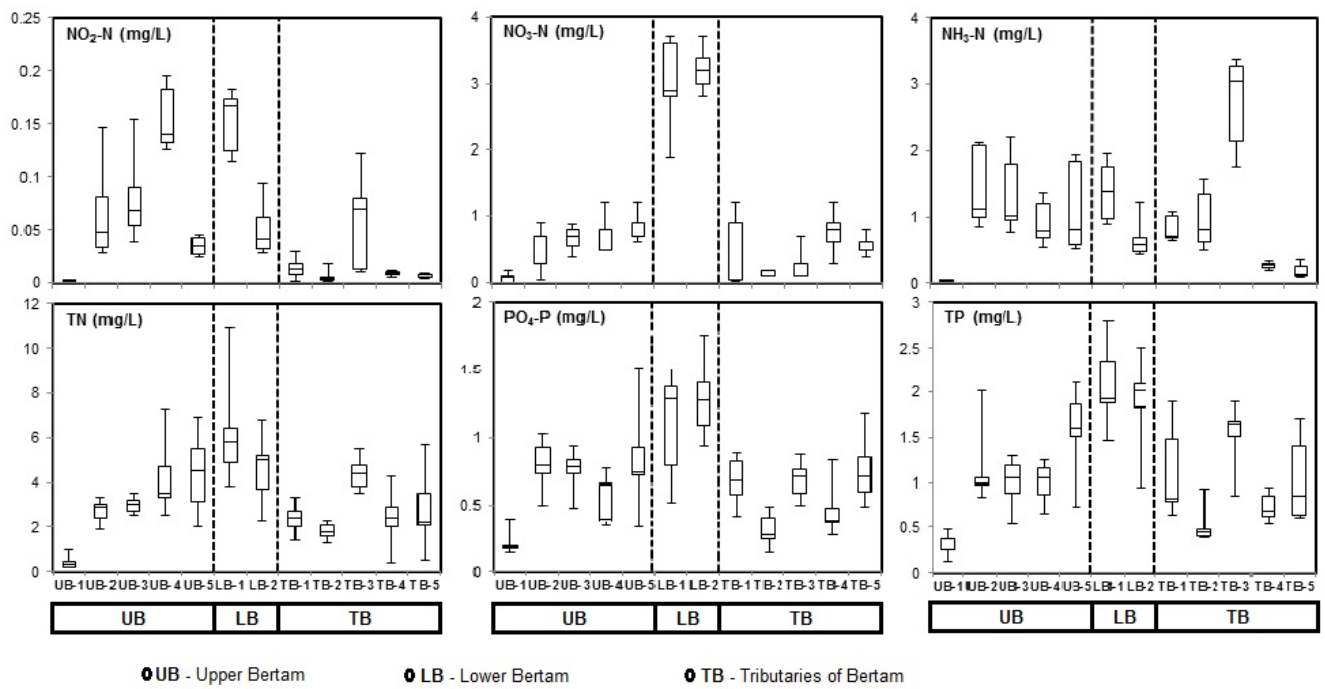 NO₂-N (mg/L)
0.25
0.2
0.15
0.1
0.05
0
NO₃-N (mg/L)
4
3
2
1
0
NH₃-N (mg/L)
4
3
2
1
0
TN (mg/L)
12
10
8
6
4
2
0
UB-1 UB-2 UB-3 UB-4 UB-5 LB-1 LB-2 TB-1 TB-2 TB-3 TB-4 TB-5
UB LB TB
PO₄-P (mg/L)
2
1.5
1
0.5
0
UB-1 UB-2 UB-3 UB-4 UB-5 LB-1 LB-2 TB-1 TB-2 TB-3 TB-4 TB-5
UB LB TB
TP (mg/L)
3
2.5
2
1.5
1
0.5
0
UB-1 UB-2 UB-3 UB-4 UB-5 LB-1 LB-2 TB-1 TB-2 TB-3 TB-4 TB-5
UB LB TB
UB - Upper Bertam
LB - Lower Bertam
TB - Tributaries of Bertam